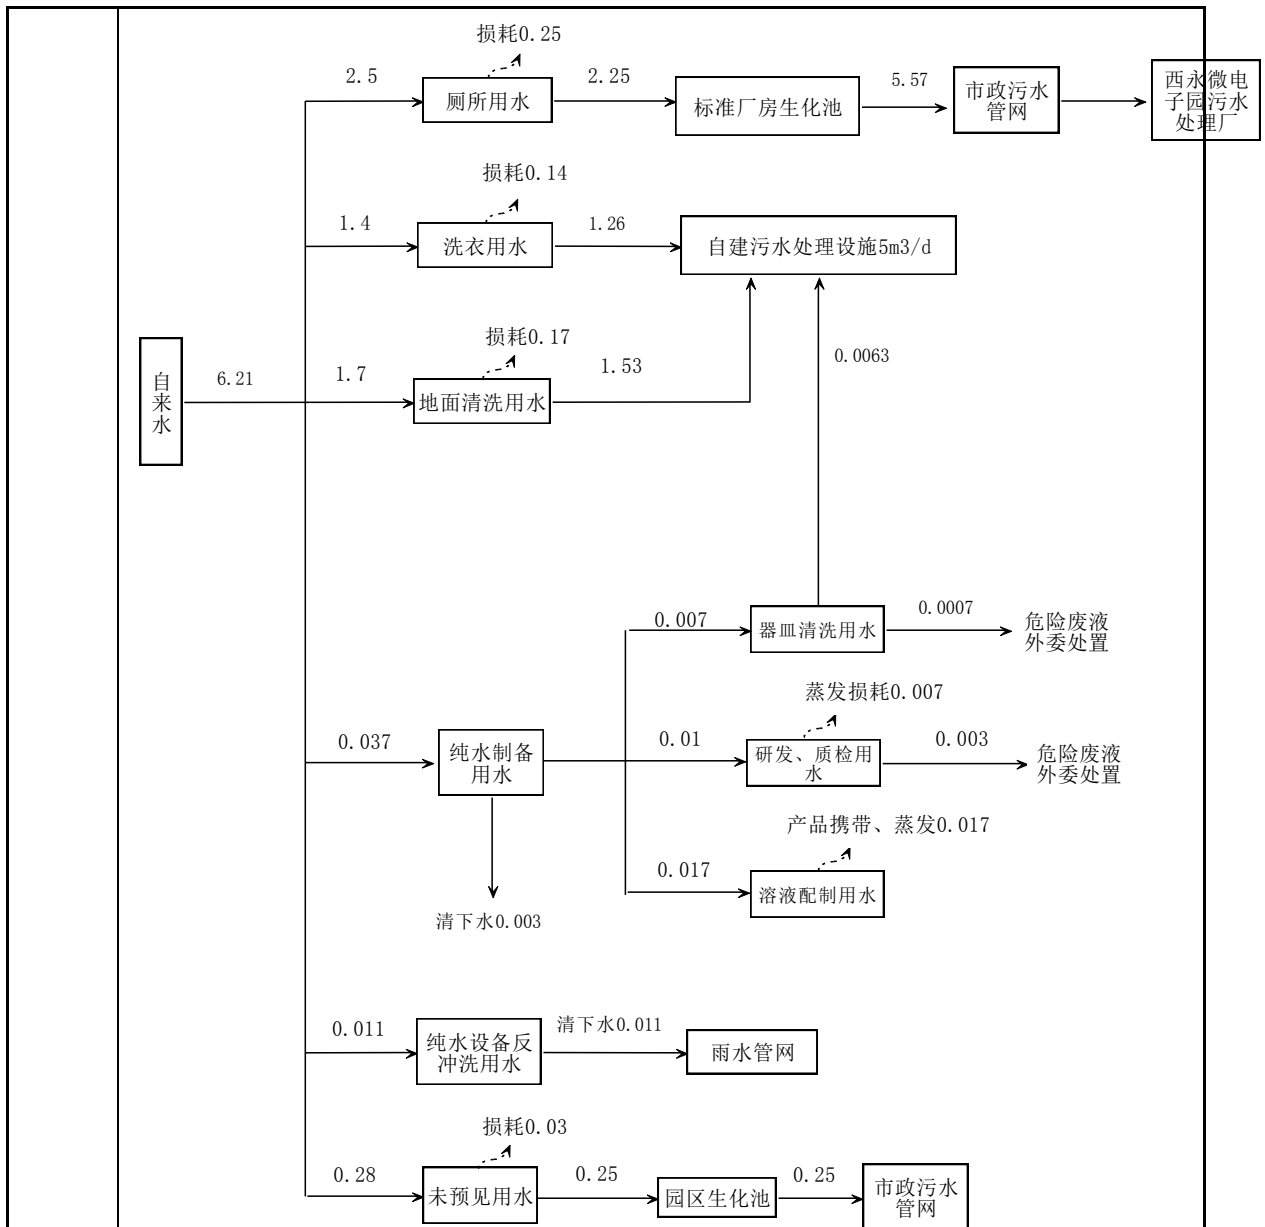 损耗0.25
2.5
厕所用水
2.25
标准厂房生化池
5.57
市政污水
管网
西永微电
子园污水
处理厂
损耗0.14
1.4
洗衣用水
1.26
自建污水处理设施5m3/d
自
来
水
6.21
损耗0.17
1.7
地面清洗用水
1.53
0.0063
0.007
器皿清洗用水
0.0007
危险废液
外委处置
蒸发损耗0.007
0.037
纯水制备
用水
0.01
研发、质检用
水
0.003
危险废液
外委处置
产品携带、蒸发0.017
0.017
溶液配制用水
清下水0.003
0.011
纯水设备反
冲洗用水
清下水0.011
雨水管网
损耗0.03
0.28
未预见用水
0.25
园区生化池
0.25
市政污水
管网